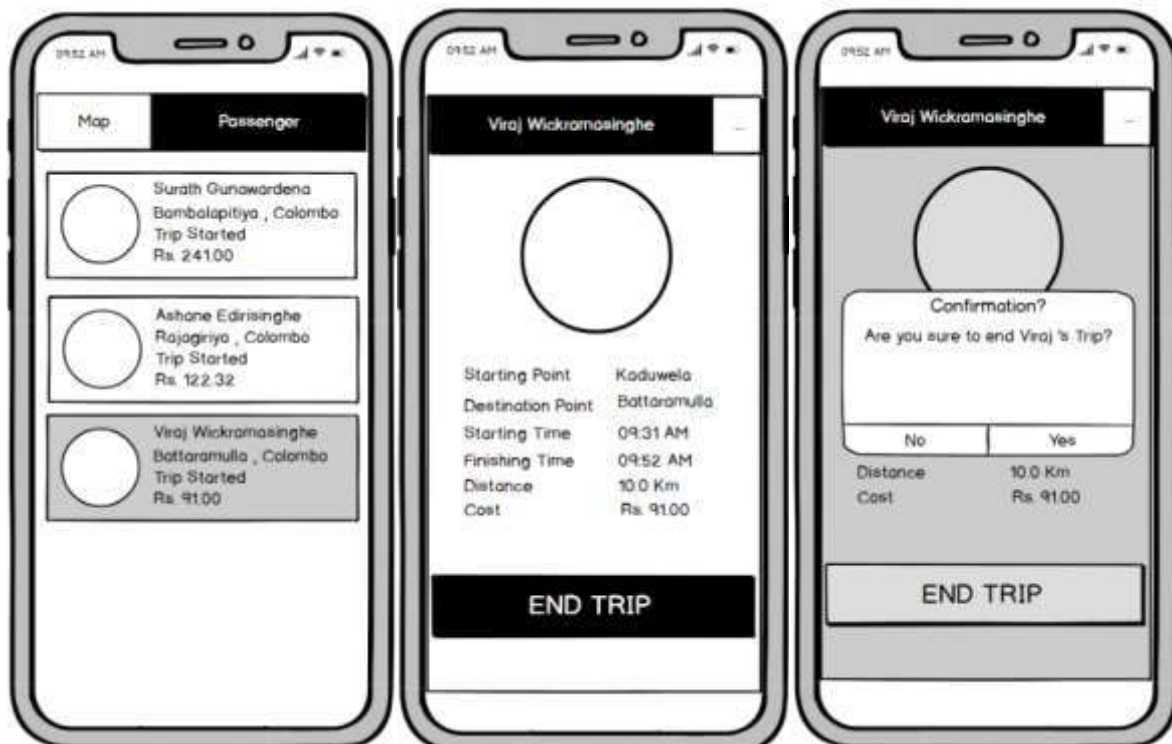 09:52 AM
Map Passenger
Surath Gunawardena
Bambalapitiya , Colombo
Trip Started
Rs. 241.00
Ashane Edirisinghe
Rajagiriya , Colombo
Trip Started
Rs. 122.32
Viraj Wickramasinghe
Battaramulla , Colombo
Trip Started
Rs. 91.00
09:52 AM
Viraj Wickramasinghe ...
Starting Point Kaduwela
Destination Point Battaramulla
Starting Time 09:31 AM
Finishing Time 09:52 AM
Distance 10.0 Km
Cost Rs. 91.00
END TRIP
09:52 AM
Viraj Wickramasinghe ...
Confirmation?
Are you sure to end Viraj 's Trip?
No Yes
Distance 10.0 Km
Cost Rs. 91.00
END TRIP